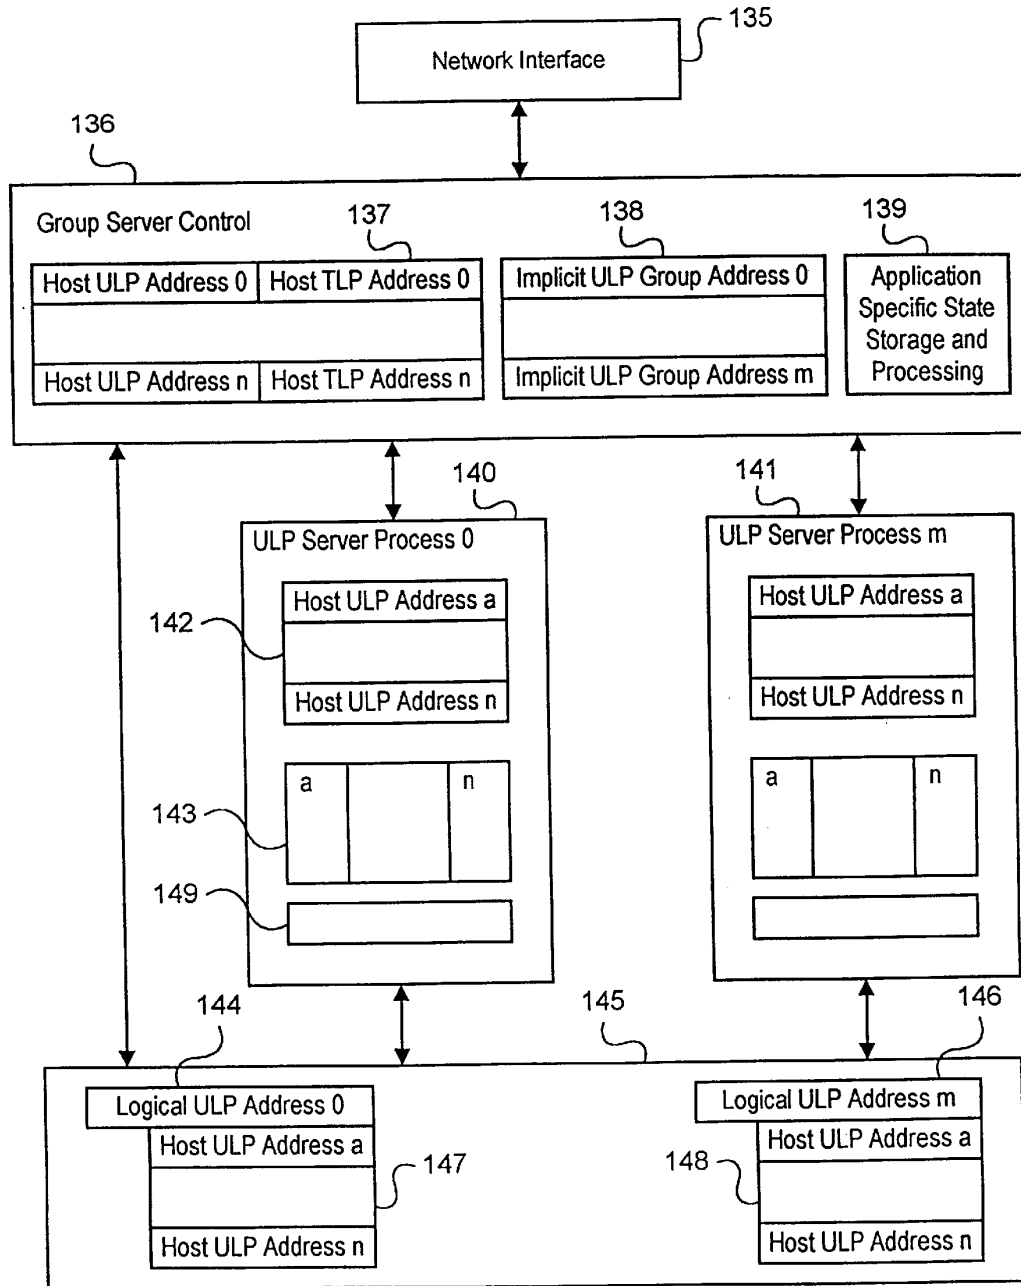 135
Network Interface
136
Group Server Control
137
138
139
Host ULP Address 0
Host TLP Address 0
Host ULP Address n
Host TLP Address n
Implicit ULP Group Address 0
Implicit ULP Group Address m
Application
Specific State
Storage and
Processing
140
141
ULP Server Process 0
Host ULP Address a
142
Host ULP Address n
a
n
143
149
ULP Server Process m
Host ULP Address a
Host ULP Address n
a
n
144
145
146
Logical ULP Address 0
Host ULP Address a
147
Host ULP Address n
Logical ULP Address m
Host ULP Address a
148
Host ULP Address n